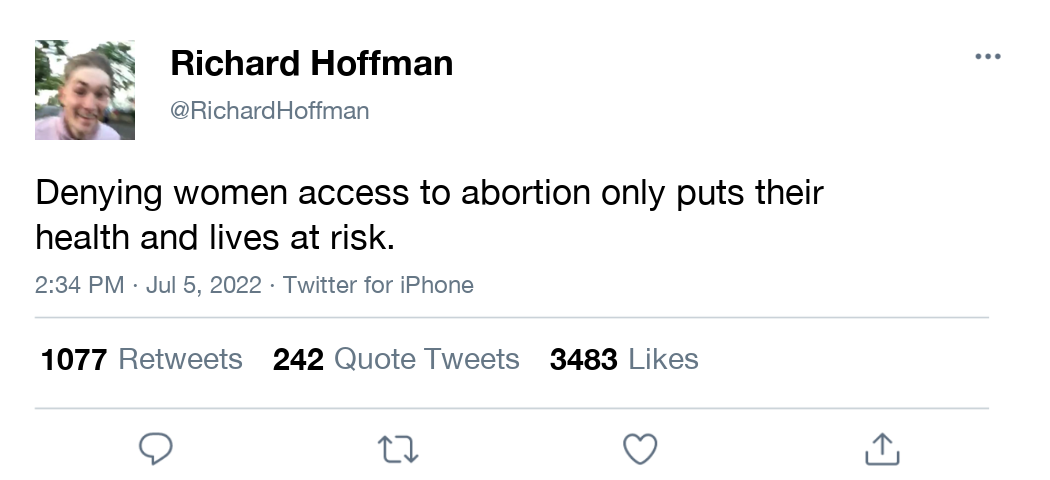 Richard Hoffman
@RichardHoffman
Denying women access to abortion only puts their
health and lives at risk.
2:34 PM · Jul 5, 2022 · Twitter for iPhone
1077 Retweets 242 Quote Tweets 3483 Likes